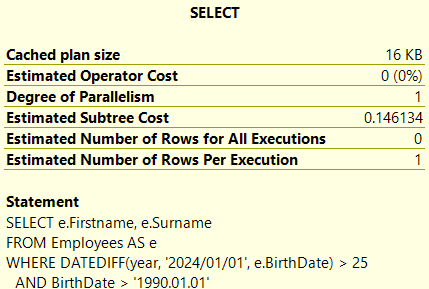 SELECT
Cached plan size 16 KB
Estimated Operator Cost 0 (0%)
Degree of Parallelism 1
Estimated Subtree Cost 0.146134
Estimated Number of Rows for All Executions 0
Estimated Number of Rows Per Execution 1
Statement
SELECT e.Firstname, e.Surname
FROM Employees AS e
WHERE DATEDIFF(year, '2024/01/01', e.BirthDate) > 25
AND BirthDate > '1990.01.01'